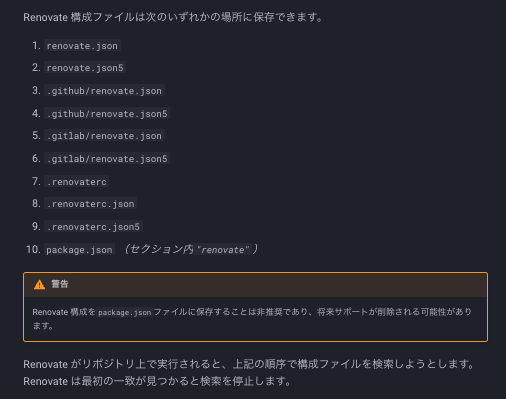 Renovate 構成ファイルは次のいずれかの場所に保存できます。
1. renovate.json
2. renovate.json5
3. .github/renovate.json
4. .github/renovate.json5
5. .gitlab/renovate.json
6. .gitlab/renovate.json5
7. .renovaterc
8. .renovaterc.json
9. .renovaterc.json5
10. package.json （セクション内 "renovate" ）
警告
Renovate 構成を package.json ファイルに保存することは非推奨であり、将来サポートが削除される可能性があり
ます。
Renovate がリポジトリ上で実行されると、上記の順序で構成ファイルを検索しようとします。
Renovate は最初の一致が見つかると検索を停止します。